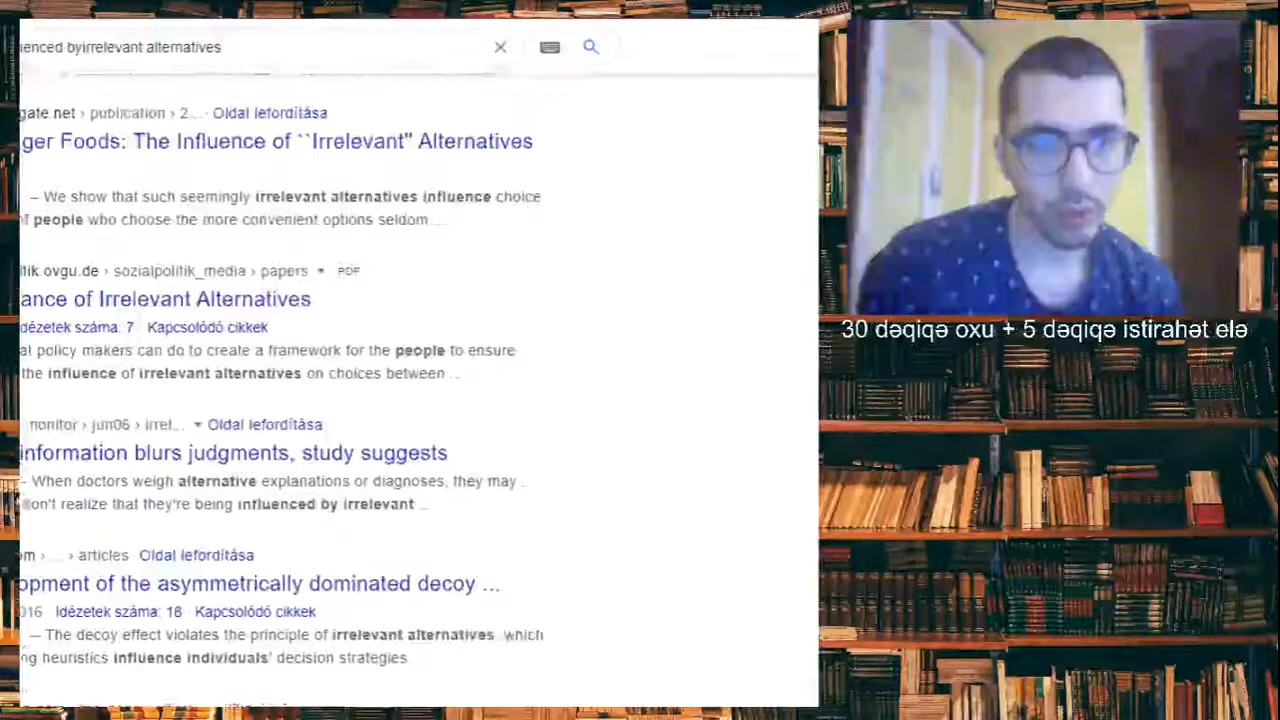 ienced byirrelevant alternatives
gate.net › publication › 2... · Oldal lefordítása
ger Foods: The Influence of ``Irrelevant'' Alternatives
– We show that such seemingly irrelevant alternatives influence choice
people who choose the more convenient options seldom ...
tik.ovgu.de › sozialpolitik_media › papers ▾ PDF
ance of Irrelevant Alternatives
dézetek száma: 7 Kapcsolódó cikkek
al policy makers can do to create a framework for the people to ensure
the influence of irrelevant alternatives on choices between ...
monitor › jun06 › irrel... ▾ Oldal lefordítása
information blurs judgments, study suggests
- When doctors weigh alternative explanations or diagnoses, they may ..
don't realize that they're being influenced by irrelevant ...
om › ... › articles · Oldal lefordítása
opment of the asymmetrically dominated decoy ...
016 Idézetek száma: 18 Kapcsolódó cikkek
– The decoy effect violates the principle of irrelevant alternatives, which
ng heuristics influence individuals' decision strategies
30 dəqiqə oxu + 5 dəqiqə istirahət elə